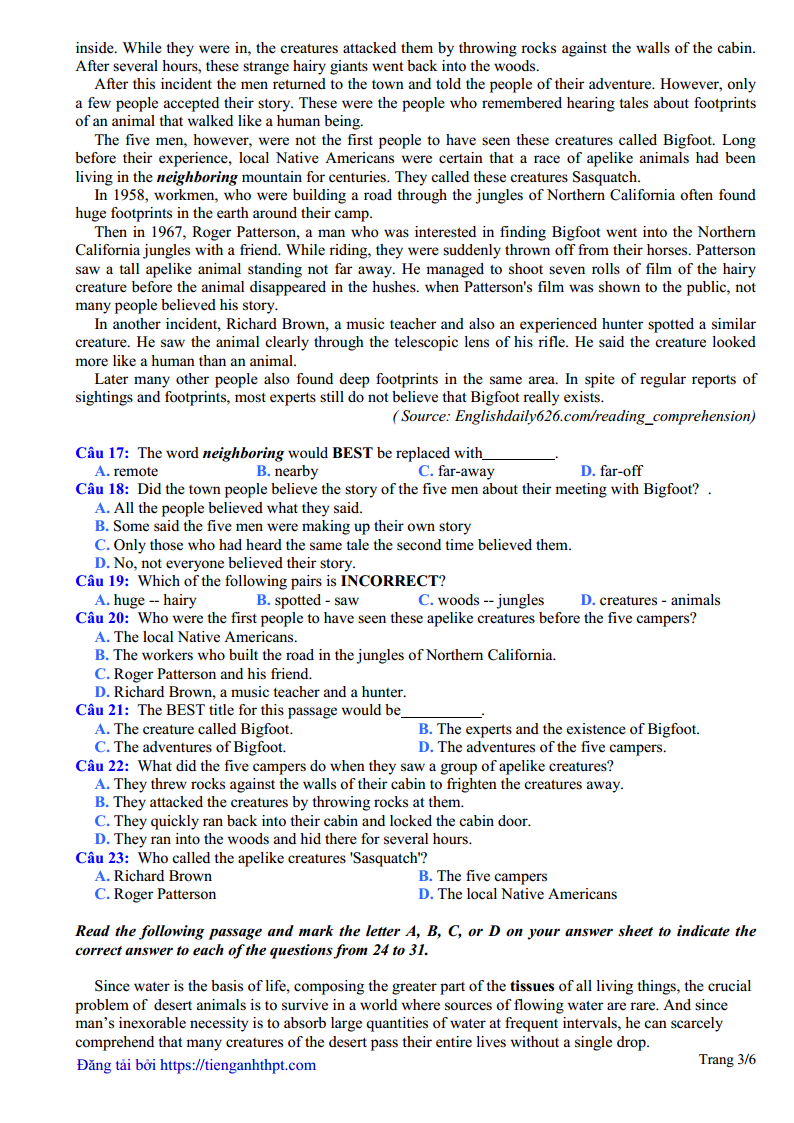 inside. While they were in, the creatures attacked them by throwing rocks against the walls of the cabin.
After several hours, these strange hairy giants went back into the woods.
After this incident the men returned to the town and told the people of their adventure. However, only
a few people accepted their story. These were the people who remembered hearing tales about footprints
of an animal that walked like a human being.
The five men, however, were not the first people to have seen these creatures called Bigfoot. Long
before their experience, local Native Americans were certain that a race of apelike animals had been
living in the neighboring mountain for centuries. They called these creatures Sasquatch.
In 1958, workmen, who were building a road through the jungles of Northern California often found
huge footprints in the earth around their camp.
Then in 1967, Roger Patterson, a man who was interested in finding Bigfoot went into the Northern
California jungles with a friend. While riding, they were suddenly thrown off from their horses. Patterson
saw a tall apelike animal standing not far away. He managed to shoot seven rolls of film of the hairy
creature before the animal disappeared in the hushes. when Patterson's film was shown to the public, not
many people believed his story.
In another incident, Richard Brown, a music teacher and also an experienced hunter spotted a similar
creature. He saw the animal clearly through the telescopic lens of his rifle. He said the creature looked
more like a human than an animal.
Later many other people also found deep footprints in the same area. In spite of regular reports of
sightings and footprints, most experts still do not believe that Bigfoot really exists.
( Source: Englishdaily626.com/reading_comprehension)
Câu 17: The word neighboring would BEST be replaced with_________.
A. remote B. nearby C. far-away D. far-off
Câu 18: Did the town people believe the story of the five men about their meeting with Bigfoot? .
A. All the people believed what they said.
B. Some said the five men were making up their own story
C. Only those who had heard the same tale the second time believed them.
D. No, not everyone believed their story.
Câu 19: Which of the following pairs is INCORRECT?
A. huge -- hairy B. spotted - saw C. woods -- jungles D. creatures - animals
Câu 20: Who were the first people to have seen these apelike creatures before the five campers?
A. The local Native Americans.
B. The workers who built the road in the jungles of Northern California.
C. Roger Patterson and his friend.
D. Richard Brown, a music teacher and a hunter.
Câu 21: The BEST title for this passage would be__________.
A. The creature called Bigfoot. B. The experts and the existence of Bigfoot.
C. The adventures of Bigfoot. D. The adventures of the five campers.
Câu 22: What did the five campers do when they saw a group of apelike creatures?
A. They threw rocks against the walls of their cabin to frighten the creatures away.
B. They attacked the creatures by throwing rocks at them.
C. They quickly ran back into their cabin and locked the cabin door.
D. They ran into the woods and hid there for several hours.
Câu 23: Who called the apelike creatures 'Sasquatch'?
A. Richard Brown B. The five campers
C. Roger Patterson D. The local Native Americans
Read the following passage and mark the letter A, B, C, or D on your answer sheet to indicate the
correct answer to each of the questions from 24 to 31.
Since water is the basis of life, composing the greater part of the tissues of all living things, the crucial
problem of desert animals is to survive in a world where sources of flowing water are rare. And since
man’s inexorable necessity is to absorb large quantities of water at frequent intervals, he can scarcely
comprehend that many creatures of the desert pass their entire lives without a single drop.
Đăng tải bởi https://tienganhthpt.com
Trang 3/6